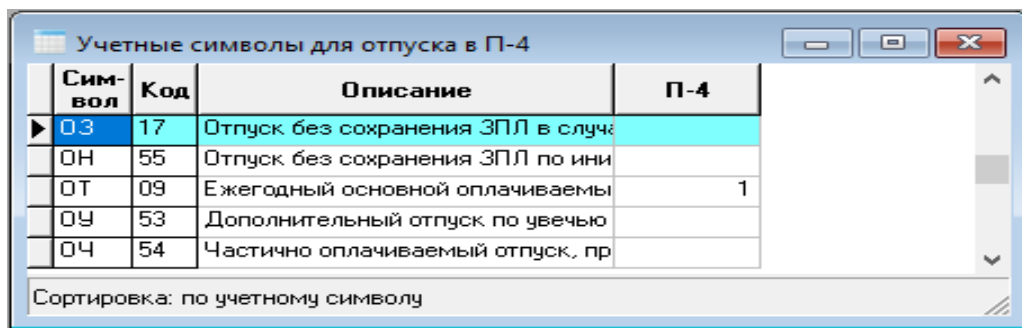 Учетные символы для отпуска в П-4
Сим-вол Код Описание П-4
ОЗ 17 Отпуск без сохранения ЗПЛ в случа
ОН 55 Отпуск без сохранения ЗПЛ по ини
ОТ 09 Ежегодный основной оплачиваемы 1
ОУ 53 Дополнительный отпуск по увечью
ОЧ 54 Частично оплачиваемый отпуск, пр
Сортировка: по учетному символу